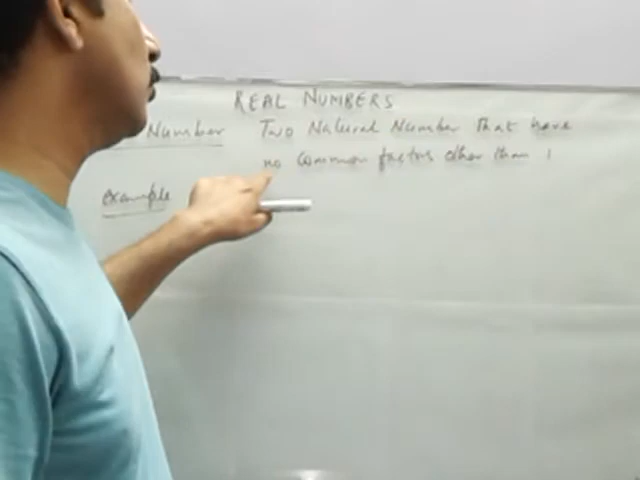 REAL NUMBERS
Number Two Natural Number That have
no Common factors other than 1
example